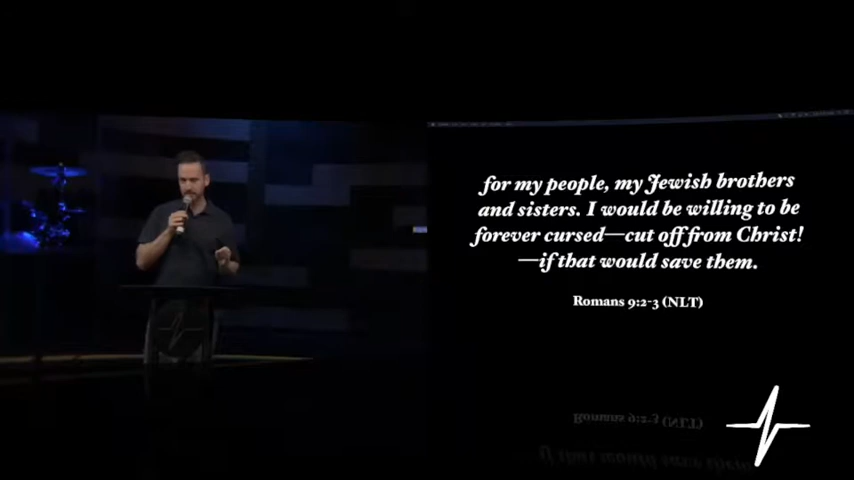 for my people, my Jewish brothers
and sisters. I would be willing to be
forever cursed—cut off from Christ!
—if that would save them.
Romans 9:2-3 (NLT)